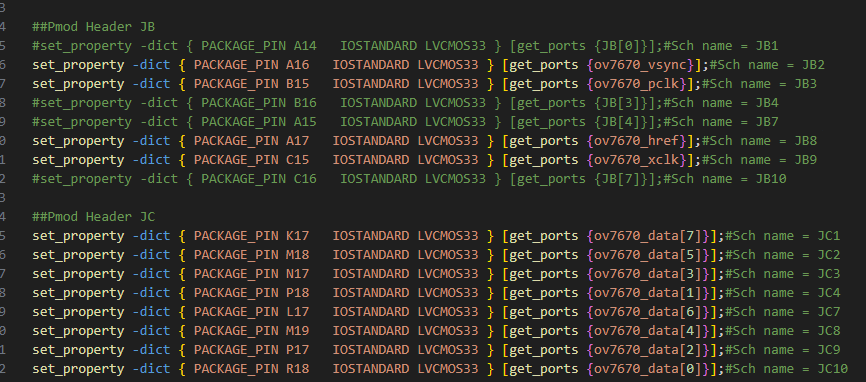 3
4 ##Pmod Header JB
5 #set_property -dict { PACKAGE_PIN A14 IOSTANDARD LVCMOS33 } [get_ports {JB[0]}];#Sch name = JB1
6 set_property -dict { PACKAGE_PIN A16 IOSTANDARD LVCMOS33 } [get_ports {ov7670_vsync}];#Sch name = JB2
7 set_property -dict { PACKAGE_PIN B15 IOSTANDARD LVCMOS33 } [get_ports {ov7670_pclk}];#Sch name = JB3
8 #set_property -dict { PACKAGE_PIN B16 IOSTANDARD LVCMOS33 } [get_ports {JB[3]}];#Sch name = JB4
9 #set_property -dict { PACKAGE_PIN A15 IOSTANDARD LVCMOS33 } [get_ports {JB[4]}];#Sch name = JB7
0 set_property -dict { PACKAGE_PIN A17 IOSTANDARD LVCMOS33 } [get_ports {ov7670_href}];#Sch name = JB8
1 set_property -dict { PACKAGE_PIN C15 IOSTANDARD LVCMOS33 } [get_ports {ov7670_xclk}];#Sch name = JB9
2 #set_property -dict { PACKAGE_PIN C16 IOSTANDARD LVCMOS33 } [get_ports {JB[7]}];#Sch name = JB10
3
4 ##Pmod Header JC
5 set_property -dict { PACKAGE_PIN K17 IOSTANDARD LVCMOS33 } [get_ports {ov7670_data[7]}];#Sch name = JC1
6 set_property -dict { PACKAGE_PIN M18 IOSTANDARD LVCMOS33 } [get_ports {ov7670_data[5]}];#Sch name = JC2
7 set_property -dict { PACKAGE_PIN N17 IOSTANDARD LVCMOS33 } [get_ports {ov7670_data[3]}];#Sch name = JC3
8 set_property -dict { PACKAGE_PIN P18 IOSTANDARD LVCMOS33 } [get_ports {ov7670_data[1]}];#Sch name = JC4
9 set_property -dict { PACKAGE_PIN L17 IOSTANDARD LVCMOS33 } [get_ports {ov7670_data[6]}];#Sch name = JC7
0 set_property -dict { PACKAGE_PIN M19 IOSTANDARD LVCMOS33 } [get_ports {ov7670_data[4]}];#Sch name = JC8
1 set_property -dict { PACKAGE_PIN P17 IOSTANDARD LVCMOS33 } [get_ports {ov7670_data[2]}];#Sch name = JC9
2 set_property -dict { PACKAGE_PIN R18 IOSTANDARD LVCMOS33 } [get_ports {ov7670_data[0]}];#Sch name = JC10